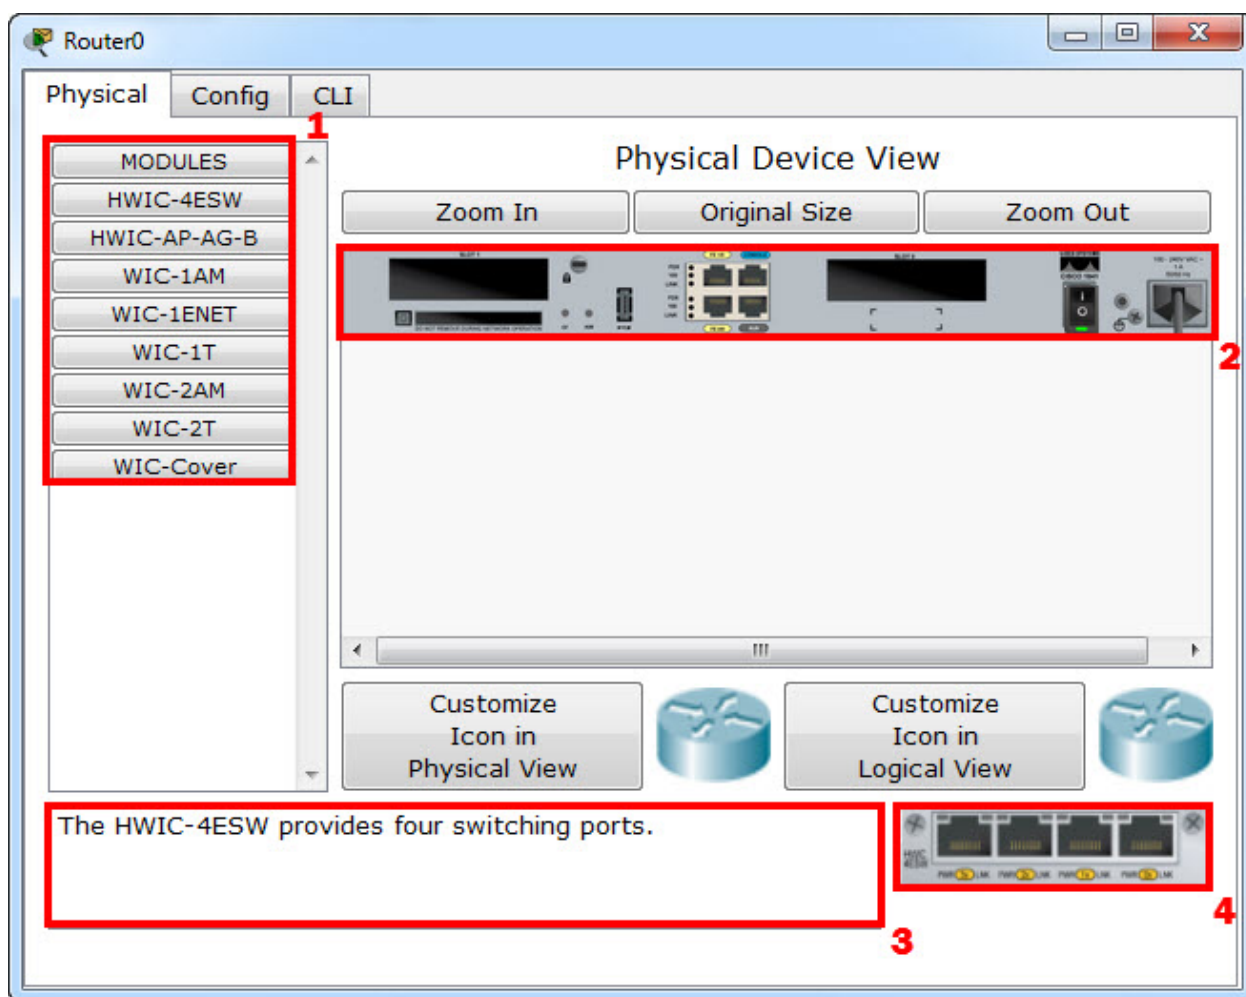 Router0
Physical
Config
CLI
1
MODULES
HWIC-4ESW
HWIC-AP-AG-B
WIC-1AM
WIC-1ENET
WIC-1T
WIC-2AM
WIC-2T
WIC-Cover
Physical Device View
Zoom In
Original Size
Zoom Out
2
Customize
Icon in
Physical View
Customize
Icon in
Logical View
The HWIC-4ESW provides four switching ports.
3
HWIC
4ESW
4